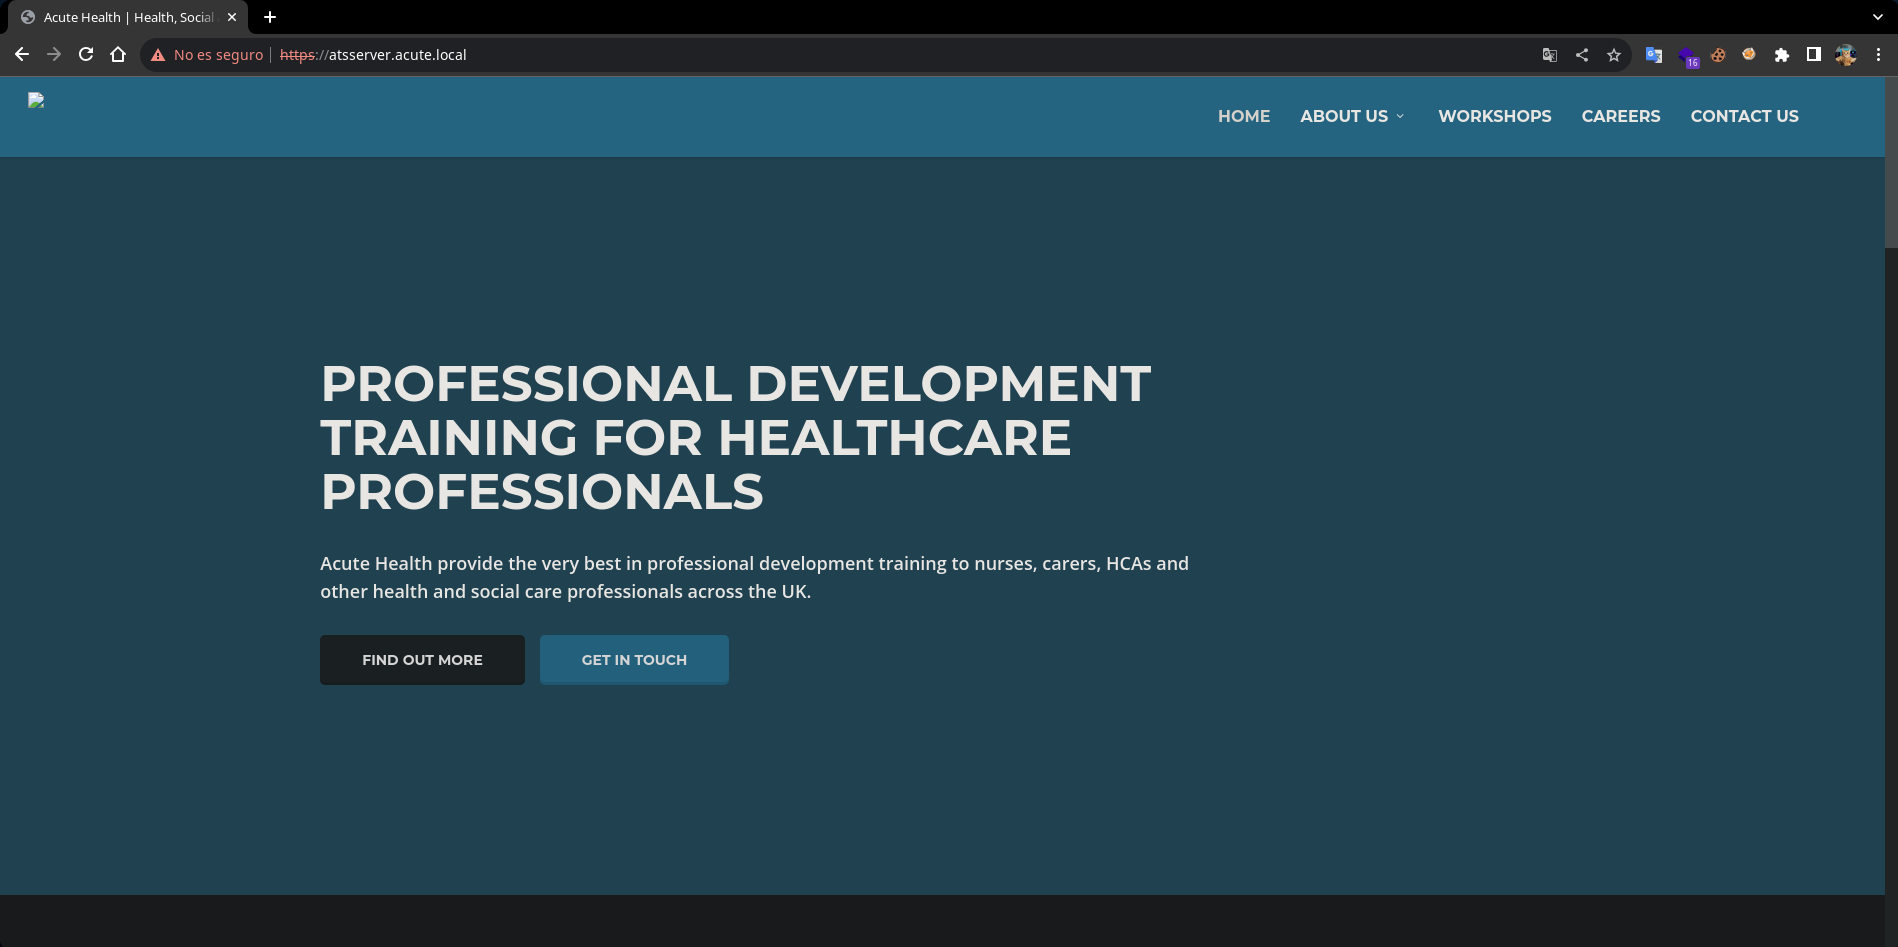 Acute Health | Health, Social
No es seguro | https://atsserver.acute.local
16
HOME ABOUT US WORKSHOPS CAREERS CONTACT US
PROFESSIONAL DEVELOPMENT
TRAINING FOR HEALTHCARE
PROFESSIONALS
Acute Health provide the very best in professional development training to nurses, carers, HCAs and
other health and social care professionals across the UK.
FIND OUT MORE GET IN TOUCH